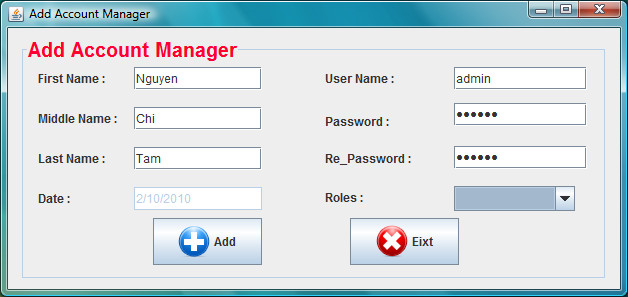 Add Account Manager
Add Account Manager
First Name : Nguyen
User Name : admin
Middle Name : Chi
Password : ••••••
Last Name : Tam
Re_Password : ••••••
Date : 2/10/2010
Roles :
Add
Eixt